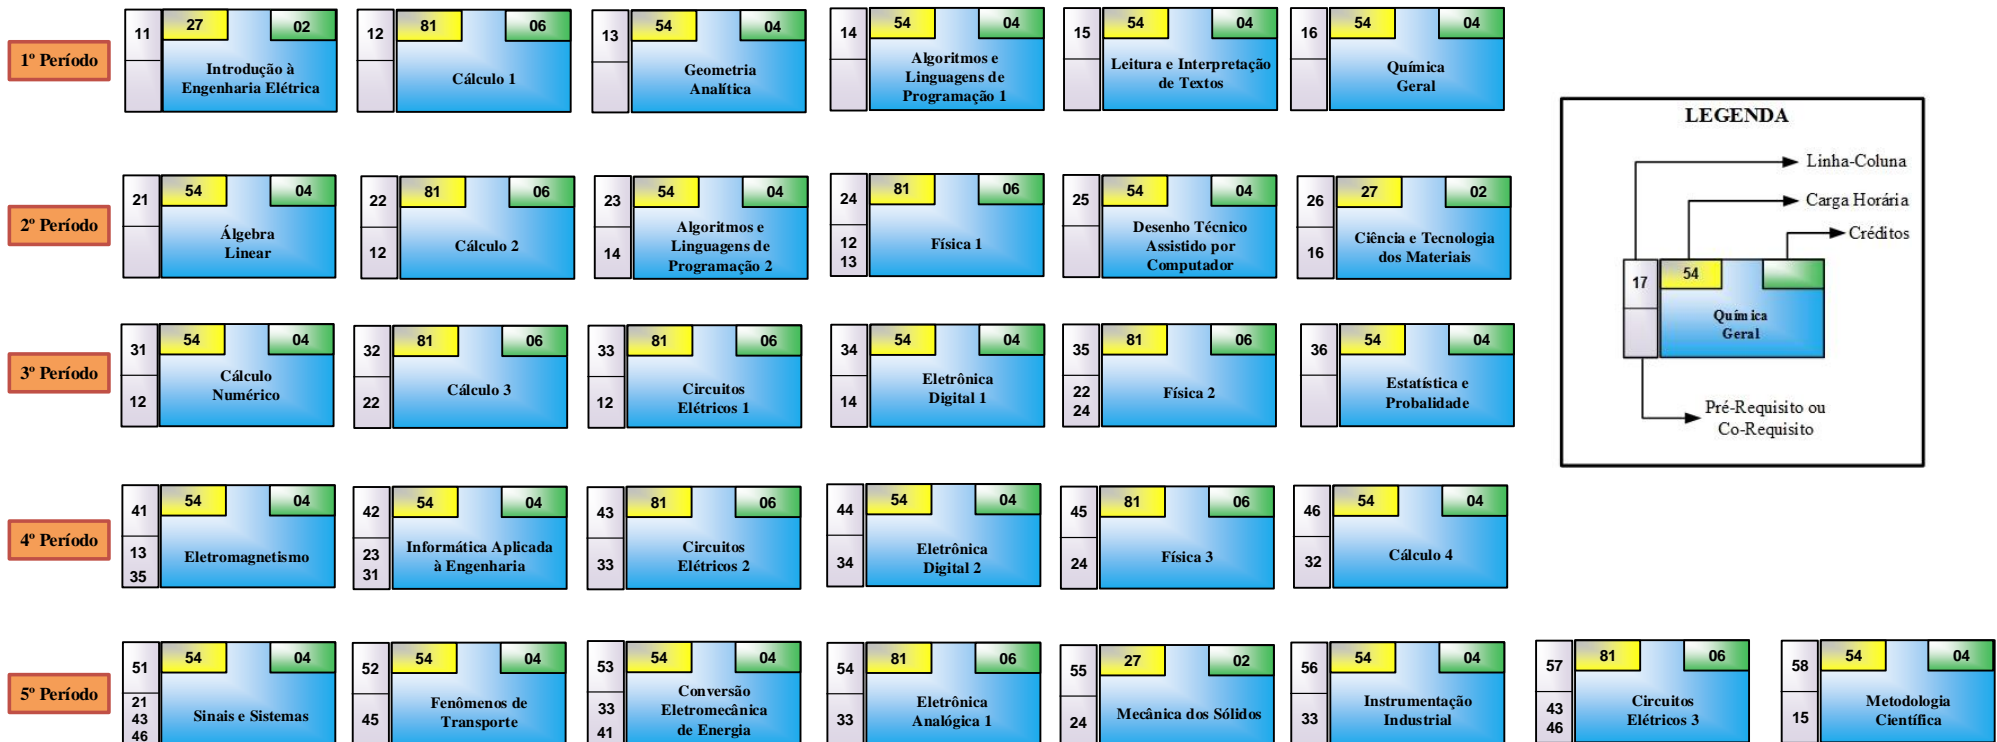 1º Período
11
27
02
Introdução à
Engenharia Elétrica
12
81
06
Cálculo 1
13
54
04
Geometria
Analítica
14
54
04
Algoritmos e
Linguagens de
Programação 1
15
54
04
Leitura e Interpretação
de Textos
16
54
04
Química
Geral
LEGENDA
Linha-Coluna
Carga Horária
Créditos
17
54
Química
Geral
Pré-Requisito ou
Co-Requisito
2º Período
21
54
04
Álgebra
Linear
22
12
81
06
Cálculo 2
23
14
54
04
Algoritmos e
Linguagens de
Programação 2
24
12
13
81
06
Física 1
25
54
04
Desenho Técnico
Assistido por
Computador
26
16
27
02
Ciência e Tecnologia
dos Materiais
3º Período
31
12
54
04
Cálculo
Numérico
32
22
81
06
Cálculo 3
33
12
81
06
Circuitos
Elétricos 1
34
14
54
04
Eletrônica
Digital 1
35
22
24
81
06
Física 2
36
54
04
Estatística e
Probalidade
4º Período
41
13
35
54
04
Eletromagnetismo
42
23
31
54
04
Informática Aplicada
à Engenharia
43
33
81
06
Circuitos
Elétricos 2
44
34
54
04
Eletrônica
Digital 2
45
24
81
06
Física 3
46
32
54
04
Cálculo 4
5º Período
51
21
43
46
54
04
Sinais e Sistemas
52
45
54
04
Fenômenos de
Transporte
53
33
41
54
04
Conversão
Eletromecânica
de Energia
54
33
81
06
Eletrônica
Analógica 1
55
24
27
02
Mecânica dos Sólidos
56
33
54
04
Instrumentação
Industrial
57
43
46
81
06
Circuitos
Elétricos 3
58
15
54
04
Metodologia
Científica